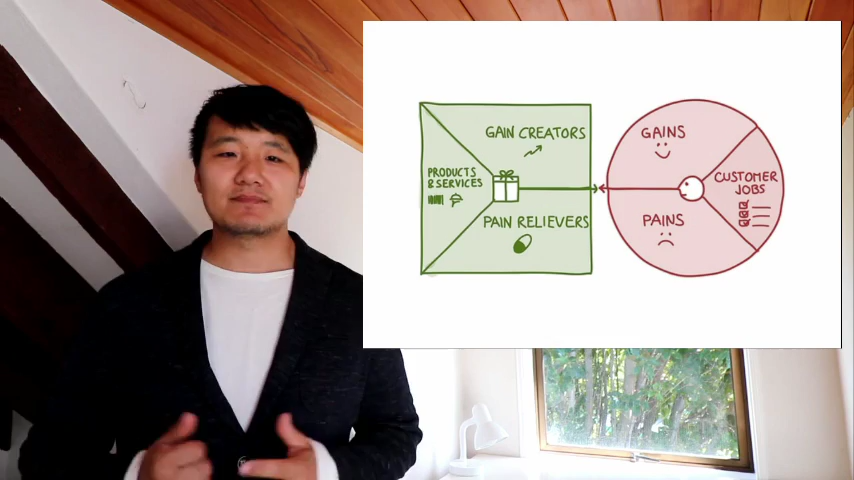 GAIN CREATORS
PRODUCTS
& SERVICES
PAIN RELIEVERS
GAINS
CUSTOMER
JOBS
PAINS